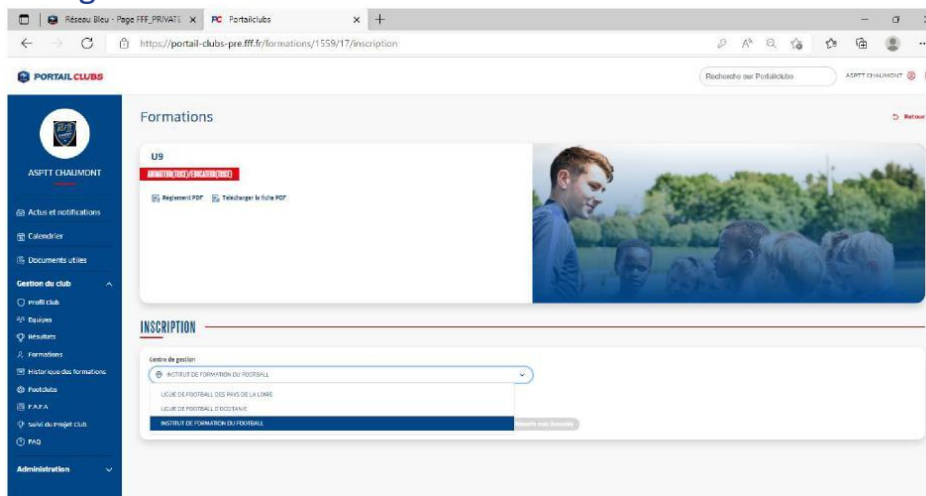 Réseau Bleu - Page FFF_PRIVATI
PC Portailclubs
https://portail-clubs-pre.fff.fr/formations/1559/17/inscription
PORTAIL CLUBS
Recherche sur Portailclubs
ASPTT CHAUMONT
ASPTT CHAUMONT
Actus et notifications
Calendrier
Documents utiles
Gestion du club
Profil club
Equipes
Résultats
Formations
Historique des formations
Footclubs
F.A.F.A
Suivi du Projet club
FAQ
Administration
Formations
Retour
U9
ANIMATEUR(TRICE)/EDUCATEUR(TRICE)
Règlement PDF
Télécharger la fiche PDF
INSCRIPTION
Centre de gestion
INSTITUT DE FORMATION DU FOOTBALL
LIGUE DE FOOTBALL DES PAYS DE LA LOIRE
LIGUE DE FOOTBALL D'OCCITANIE
INSTITUT DE FORMATION DU FOOTBALL